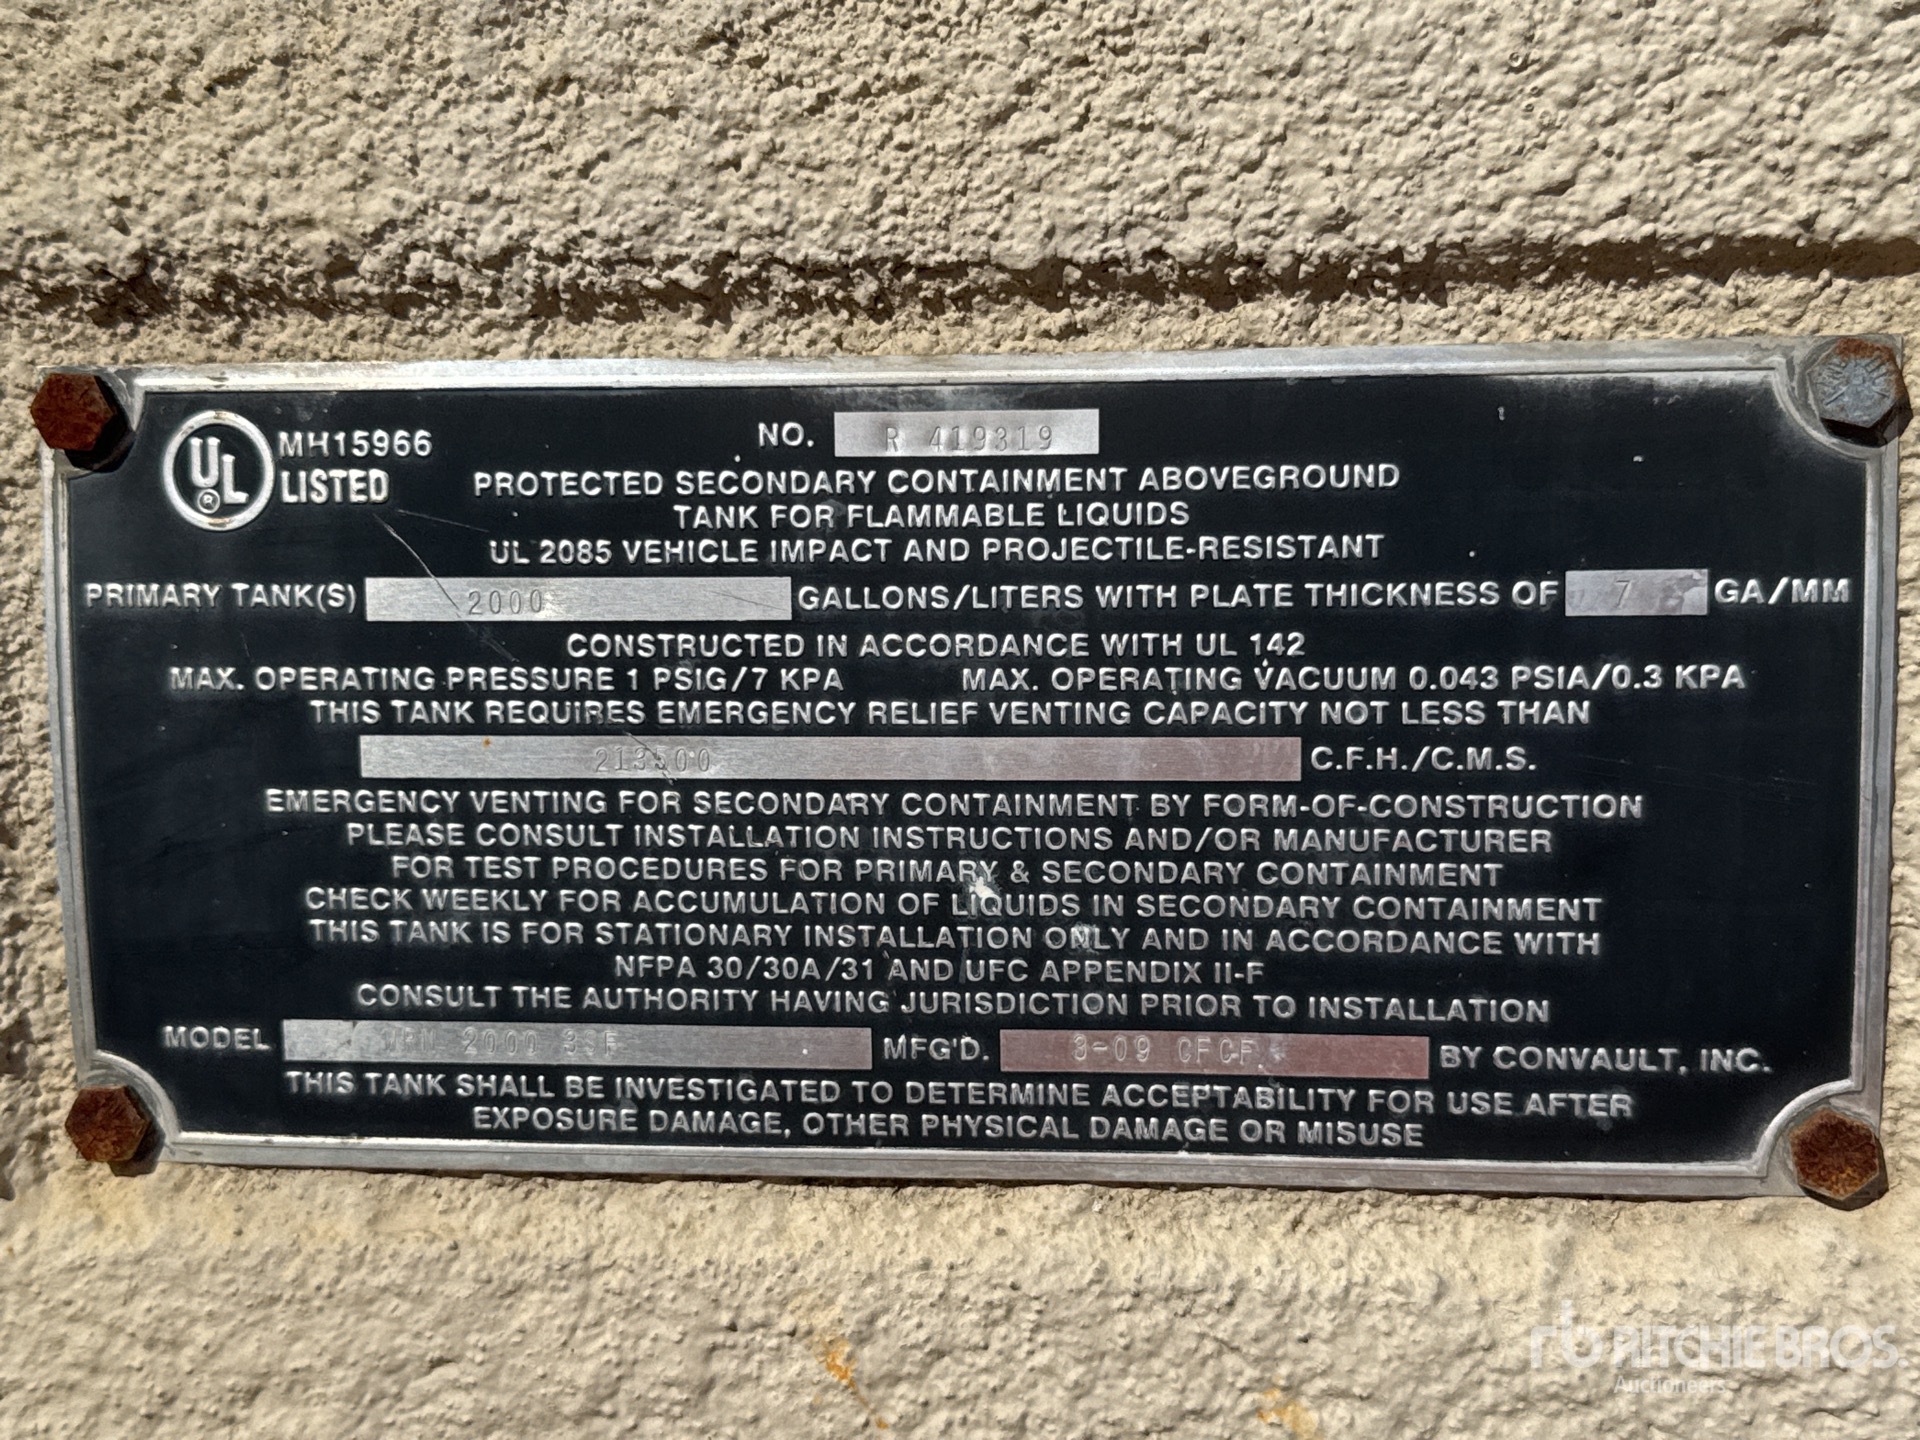 UL ® MH15966 LISTED
NO. R 419319
PROTECTED SECONDARY CONTAINMENT ABOVEGROUND
TANK FOR FLAMMABLE LIQUIDS
UL 2085 VEHICLE IMPACT AND PROJECTILE-RESISTANT
PRIMARY TANK(S) 2000 GALLONS/LITERS WITH PLATE THICKNESS OF 7 GA/MM
CONSTRUCTED IN ACCORDANCE WITH UL 142
MAX. OPERATING PRESSURE 1 PSIG/7 KPA MAX. OPERATING VACUUM 0.043 PSIA/0.3 KPA
THIS TANK REQUIRES EMERGENCY RELIEF VENTING CAPACITY NOT LESS THAN
213500 C.F.H./C.M.S.
EMERGENCY VENTING FOR SECONDARY CONTAINMENT BY FORM-OF-CONSTRUCTION
PLEASE CONSULT INSTALLATION INSTRUCTIONS AND/OR MANUFACTURER
FOR TEST PROCEDURES FOR PRIMARY & SECONDARY CONTAINMENT
CHECK WEEKLY FOR ACCUMULATION OF LIQUIDS IN SECONDARY CONTAINMENT
THIS TANK IS FOR STATIONARY INSTALLATION ONLY AND IN ACCORDANCE WITH
NFPA 30/30A/31 AND UFC APPENDIX II-F
CONSULT THE AUTHORITY HAVING JURISDICTION PRIOR TO INSTALLATION
MODEL 2000 MFG'D. 3-09 CFCF BY CONVAULT, INC.
THIS TANK SHALL BE INVESTIGATED TO DETERMINE ACCEPTABILITY FOR USE AFTER
EXPOSURE DAMAGE, OTHER PHYSICAL DAMAGE OR MISUSE
rb RITCHIE BROS.
Auctioneers